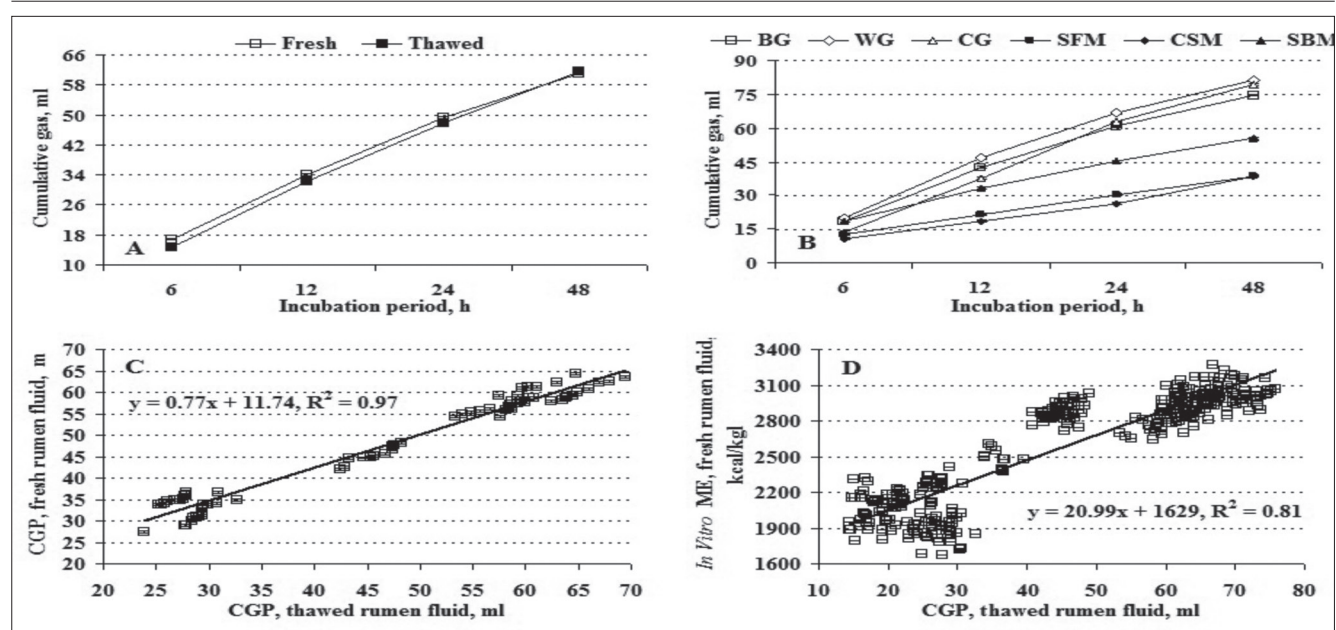 Fresh Thawed
66
58
50
42
34
26
18
10
Cumulative gas, ml
A
6 12 24 48
Incubation period, h
BG WG CG SFM CSM SBM
90
75
60
45
30
15
0
Cumulative gas, ml
B
6 12 24 48
Incubation period, h
70
65
60
55
50
45
40
35
30
25
20
CGP, fresh rumen fluid, m
C
y = 0.77x + 11.74, R² = 0.97
20 25 30 35 40 45 50 55 60 65 70
CGP, thawed rumen fluid, ml
3400
3100
2800
2500
2200
1900
1600
In Vitro ME, fresh rumen fluid,
kcal/kgl
D
y = 20.99x + 1629, R² = 0.81
10 20 30 40 50 60 70 80
CGP, thawed rumen fluid, ml